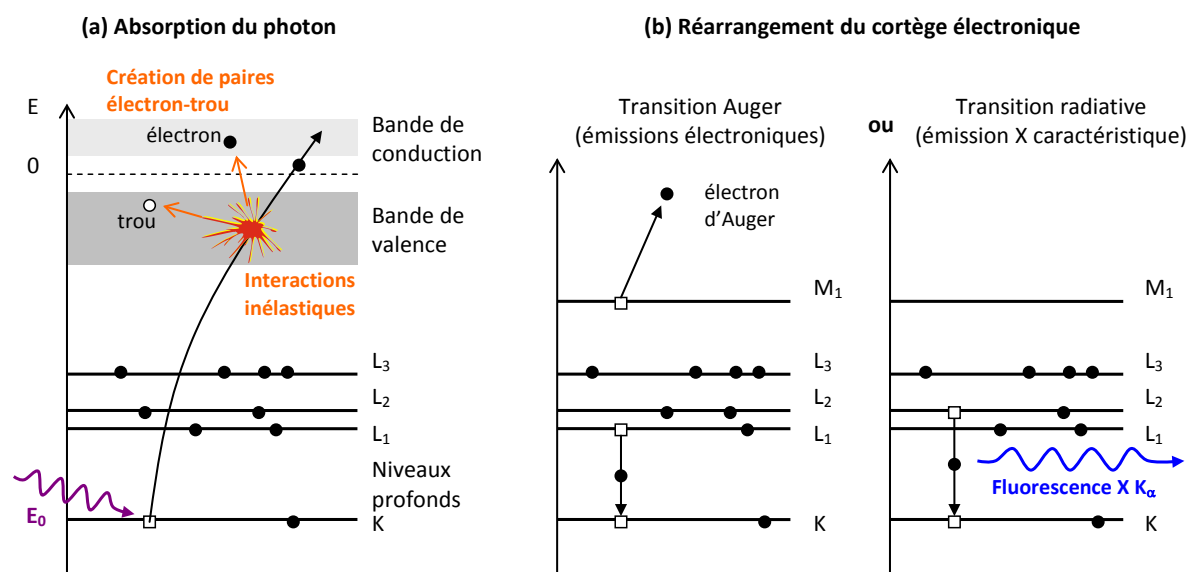 (a) Absorption du photon
Création de paires
électron-trou
E
électron
Bande de
conduction
0
trou
Bande de
valence
Interactions
inélastiques
L3
L2
L1
Niveaux
profonds
E0
K
(b) Réarrangement du cortège électronique
Transition Auger
(émissions électroniques)
électron
d’Auger
M1
L3
L2
L1
K
ou
Transition radiative
(émission X caractéristique)
M1
L3
L2
L1
Fluorescence X Kα
K